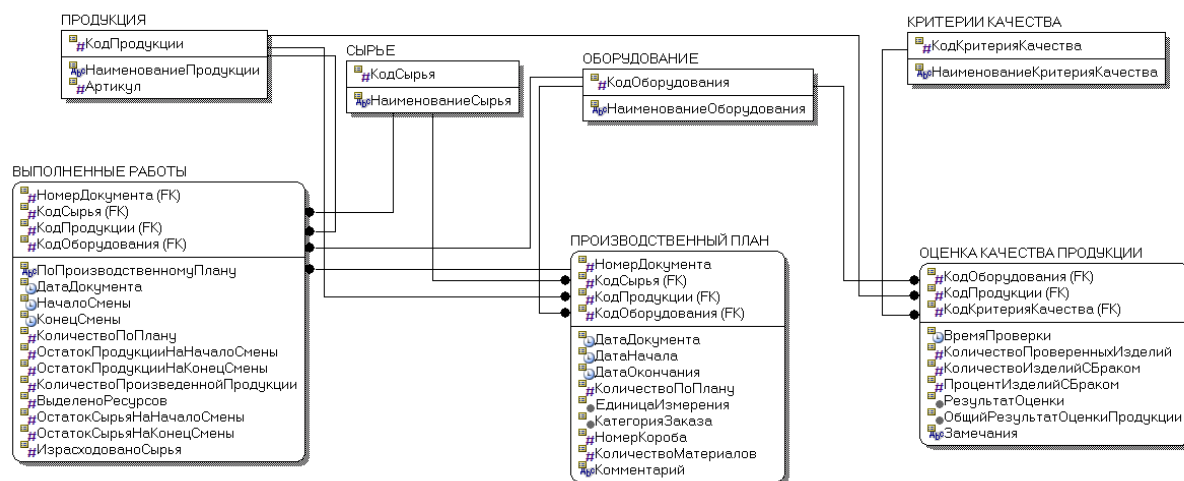 ПРОДУКЦИЯ
КодПродукции
НаименованиеПродукции
Артикул
СЫРЬЕ
КодСырья
НаименованиеСырья
ОБОРУДОВАНИЕ
КодОборудования
НаименованиеОборудования
КРИТЕРИИ КАЧЕСТВА
КодКритерияКачества
НаименованиеКритерияКачества
ВЫПОЛНЕННЫЕ РАБОТЫ
НомерДокумента (FK)
КодСырья (FK)
КодПродукции (FK)
КодОборудования (FK)
ПоПроизводственномуПлану
ДатаДокумента
НачалоСмены
КонецСмены
КоличествоПоПлану
ОстатокПродукцииНаНачалоСмены
ОстатокПродукцииНаКонецСмены
КоличествоПроизведеннойПродукции
ВыделеноРесурсов
ОстатокСырьяНаНачалоСмены
ОстатокСырьяНаКонецСмены
ИзрасходованоСырья
ПРОИЗВОДСТВЕННЫЙ ПЛАН
НомерДокумента
КодСырья (FK)
КодПродукции (FK)
КодОборудования (FK)
ДатаДокумента
ДатаНачала
ДатаОкончания
КоличествоПоПлану
ЕдиницаИзмерения
КатегорияЗаказа
НомерКороба
КоличествоМатериалов
Комментарий
ОЦЕНКА КАЧЕСТВА ПРОДУКЦИИ
КодОборудования (FK)
КодПродукции (FK)
КодКритерияКачества (FK)
ВремяПроверки
КоличествоПроверенныхИзделий
КоличествоИзделийСБраком
ПроцентИзделийСБраком
РезультатОценки
ОбщийРезультатОценкиПродукции
Замечания